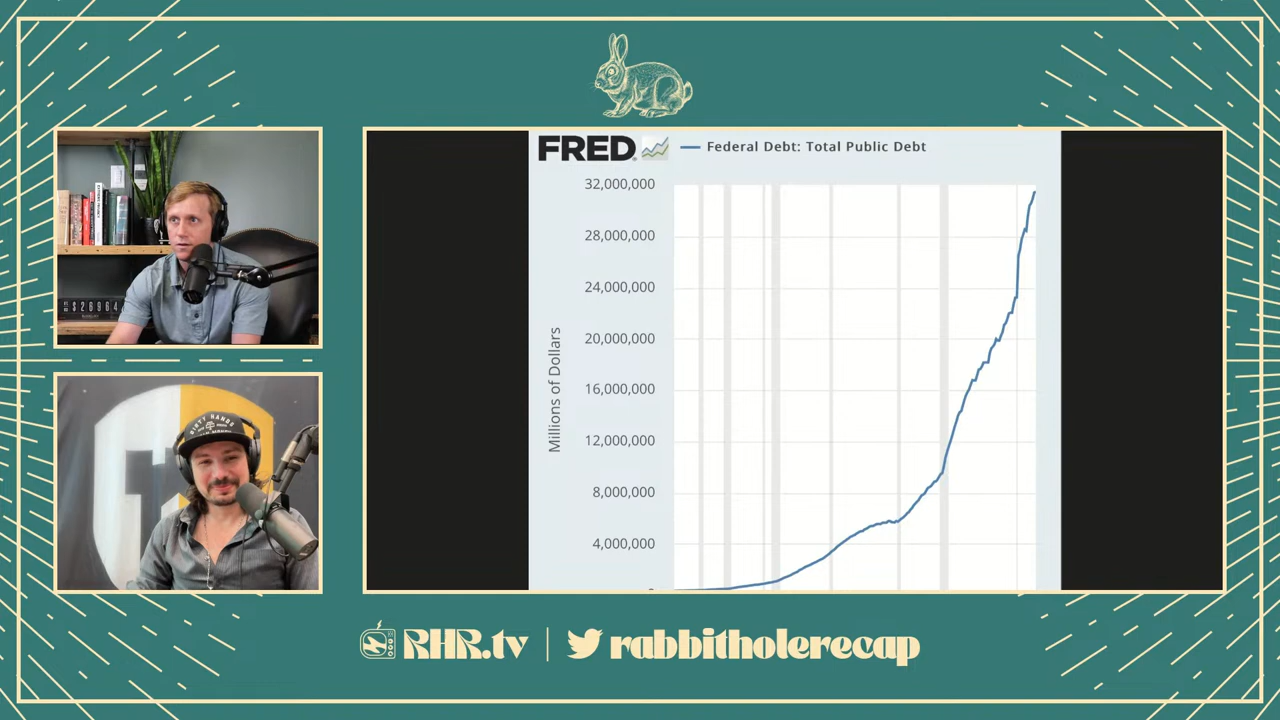 FRED
Federal Debt: Total Public Debt
32,000,000
28,000,000
24,000,000
20,000,000
16,000,000
12,000,000
8,000,000
4,000,000
Millions of Dollars
RHR.tv
rabbitholerecap